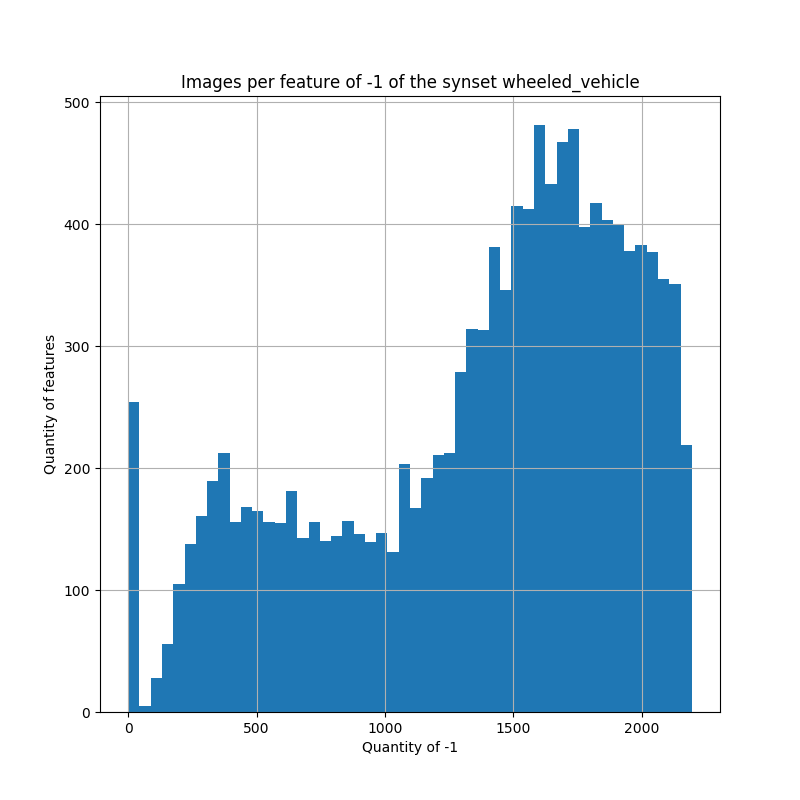 Images per feature of -1 of the synset wheeled_vehicle
500
400
300
200
100
0
Quantity of features
0 500 1000 1500 2000
Quantity of -1